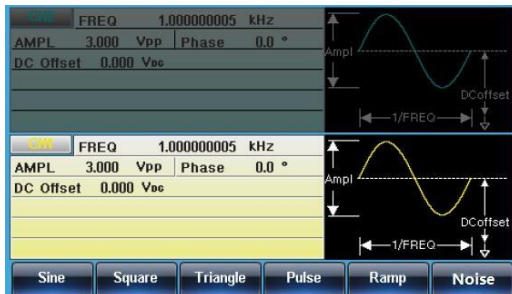 CH2 FREQ 1.000000005 kHz
AMPL 3.000 Vpp Phase 0.0 °
DC Offset 0.000 VDC
Ampl
DCoffset
1/FREQ
CH1 FREQ 1.000000005 kHz
AMPL 3.000 Vpp Phase 0.0 °
DC Offset 0.000 VDC
Ampl
DCoffset
1/FREQ
Sine Square Triangle Pulse Ramp Noise